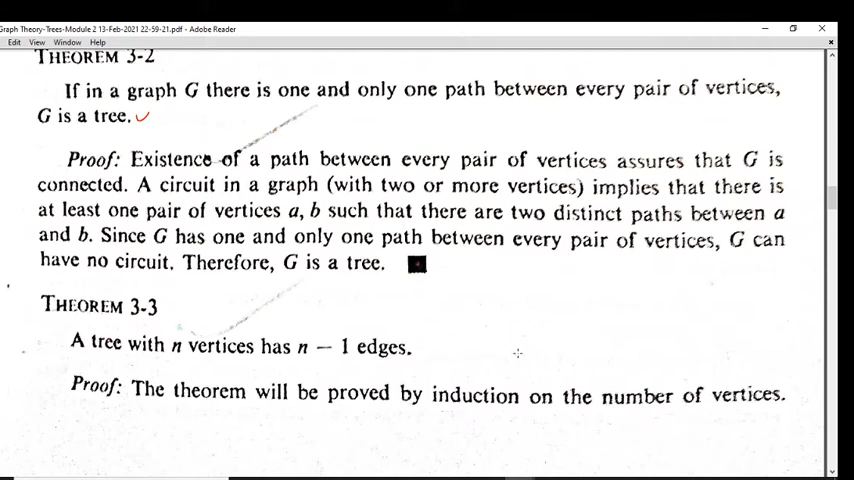 Graph Theory-Trees-Module 2 13-Feb-2021 22-59-21.pdf - Adobe Reader
Edit View Window Help
THEOREM 3-2
If in a graph G there is one and only one path between every pair of vertices,
G is a tree.
Proof: Existence of a path between every pair of vertices assures that G is
connected. A circuit in a graph (with two or more vertices) implies that there is
at least one pair of vertices a, b such that there are two distinct paths between a
and b. Since G has one and only one path between every pair of vertices, G can
have no circuit. Therefore, G is a tree. ■
THEOREM 3-3
A tree with n vertices has n − 1 edges.
Proof: The theorem will be proved by induction on the number of vertices.